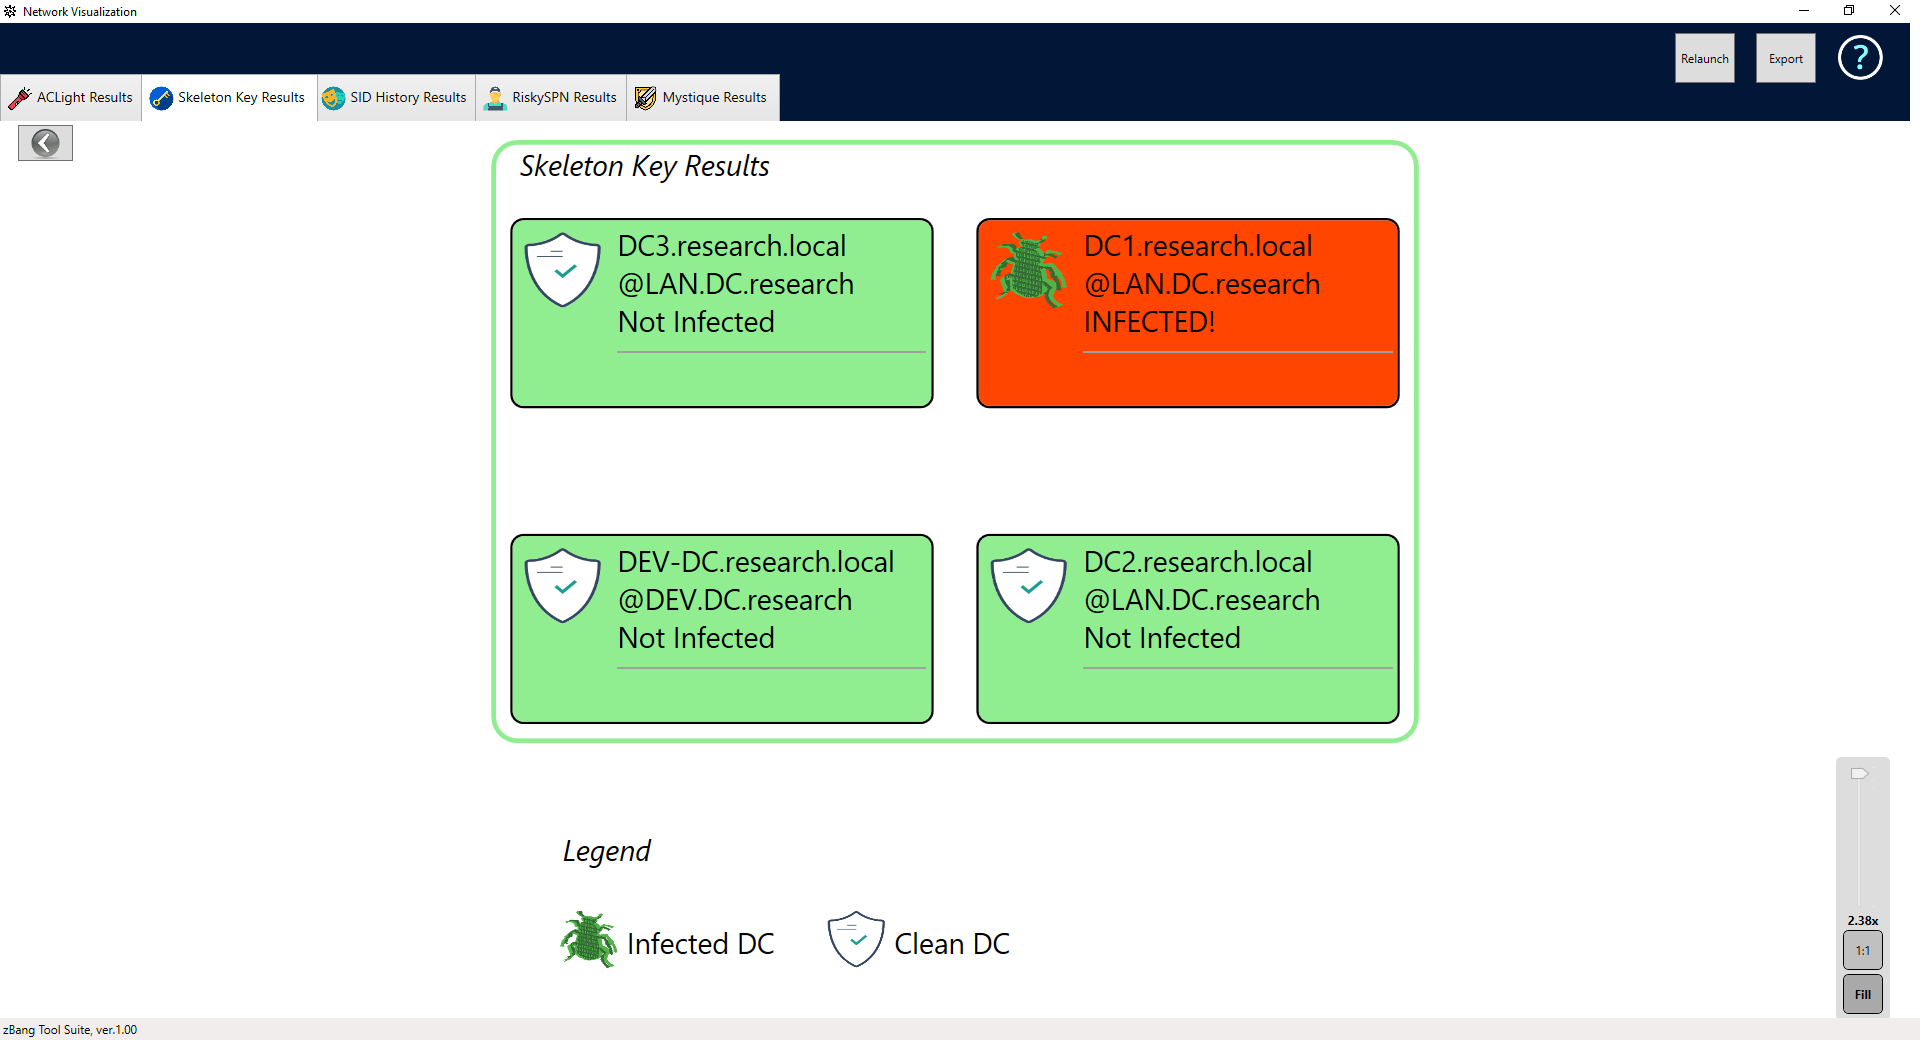 Network Visualization
Relaunch
Export
?
ACLight Results
Skeleton Key Results
SID History Results
RiskySPN Results
Mystique Results
Skeleton Key Results
DC3.research.local
@LAN.DC.research
Not Infected
DC1.research.local
@LAN.DC.research
INFECTED!
DEV-DC.research.local
@DEV.DC.research
Not Infected
DC2.research.local
@LAN.DC.research
Not Infected
Legend
Infected DC
Clean DC
2.38x
1:1
Fill
zBang Tool Suite, ver.1.00